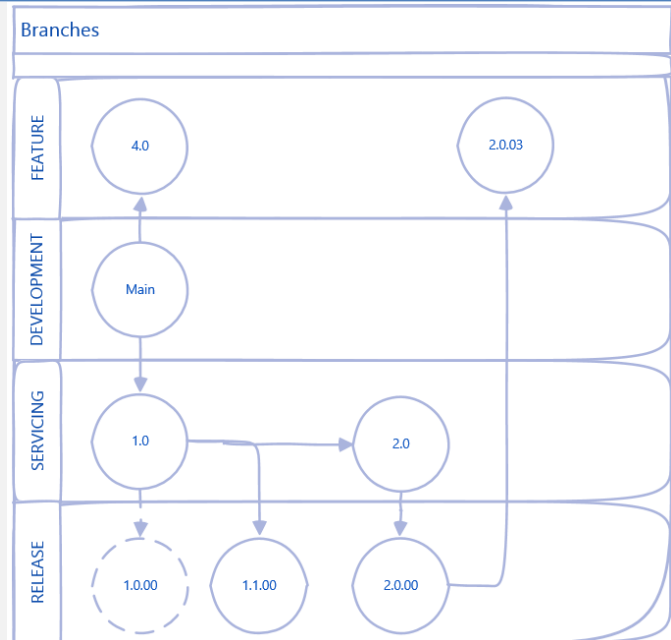 Branches
FEATURE
4.0
2.0.03
DEVELOPMENT
Main
SERVICING
1.0
2.0
RELEASE
1.0.00
1.1.00
2.0.00